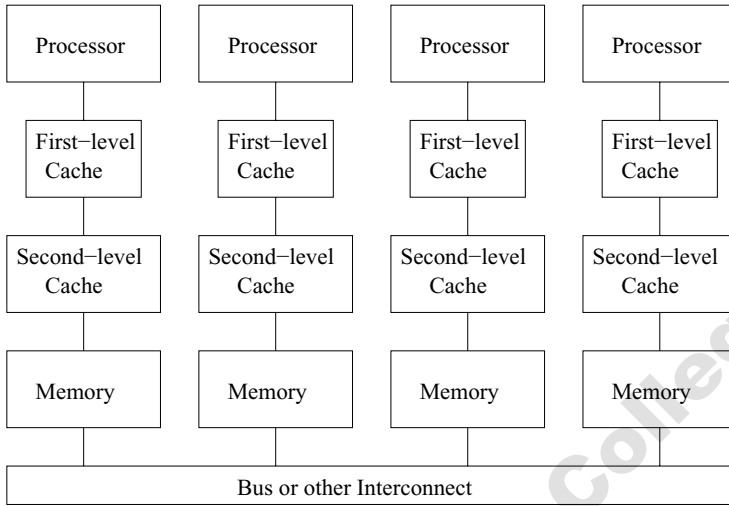 Processor Processor Processor Processor
First−level First−level First−level First−level
Cache Cache Cache Cache
Second−level Second−level Second−level Second−level
Cache Cache Cache Cache
Memory Memory Memory Memory
Bus or other Interconnect